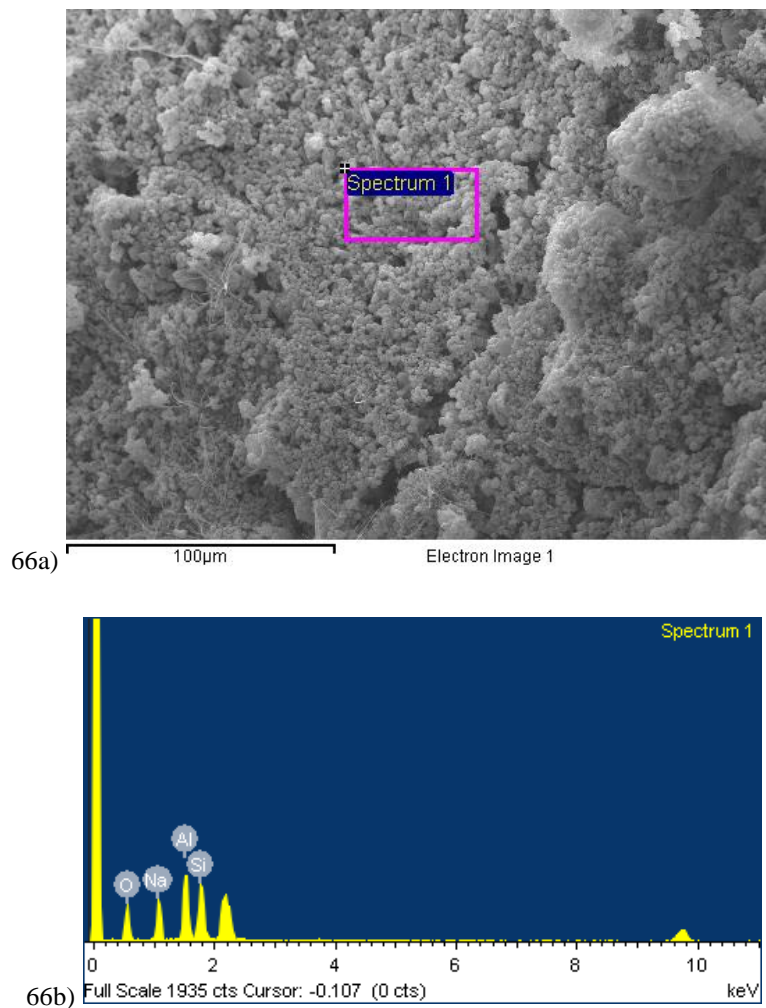 Spectrum 1
66a)
100µm Electron Image 1
Spectrum 1
Al
Si
O Na
0 2 4 6 8 10
66b) Full Scale 1935 cts Cursor: -0.107 (0 cts) keV